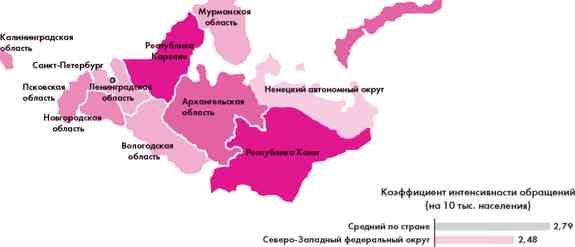 Мурманская
область
Калининградская
область
Республика
Карелия
Санкт-Петербург
Псковская
область
Ленинградская
область
Ненецкий автономный округ
Архангельская
область
Новгородская
область
Вологодская
область
Республика Коми
Коэффициент интенсивности обращений
(на 10 тыс. населения)
Средний по стране 2,79
Северо-Западный федеральный округ 2,48